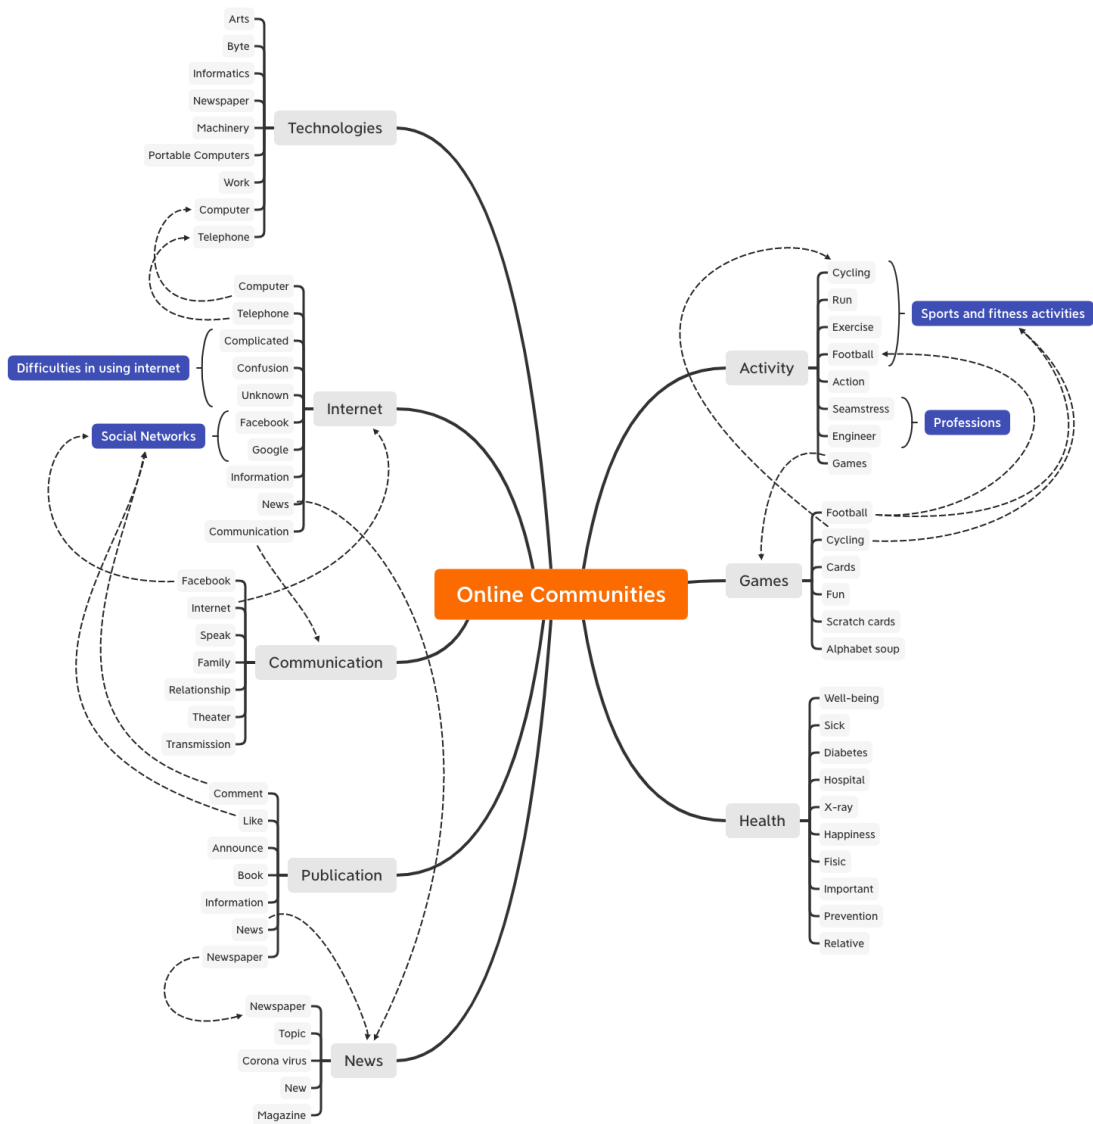 Arts
Byte
Informatics
Newspaper
Machinery
Portable Computers
Work
Computer
Telephone
Technologies
Computer
Telephone
Complicated
Confusion
Unknown
Facebook
Google
Information
News
Communication
Internet
Difficulties in using internet
Social Networks
Facebook
Internet
Speak
Family
Relationship
Theater
Transmission
Communication
Comment
Like
Announce
Book
Information
News
Newspaper
Publication
Newspaper
Topic
Corona virus
New
Magazine
News
Online Communities
Activity
Cycling
Run
Exercise
Football
Action
Seamstress
Engineer
Games
Sports and fitness activities
Professions
Games
Football
Cycling
Cards
Fun
Scratch cards
Alphabet soup
Health
Well-being
Sick
Diabetes
Hospital
X-ray
Happiness
Fisic
Important
Prevention
Relative